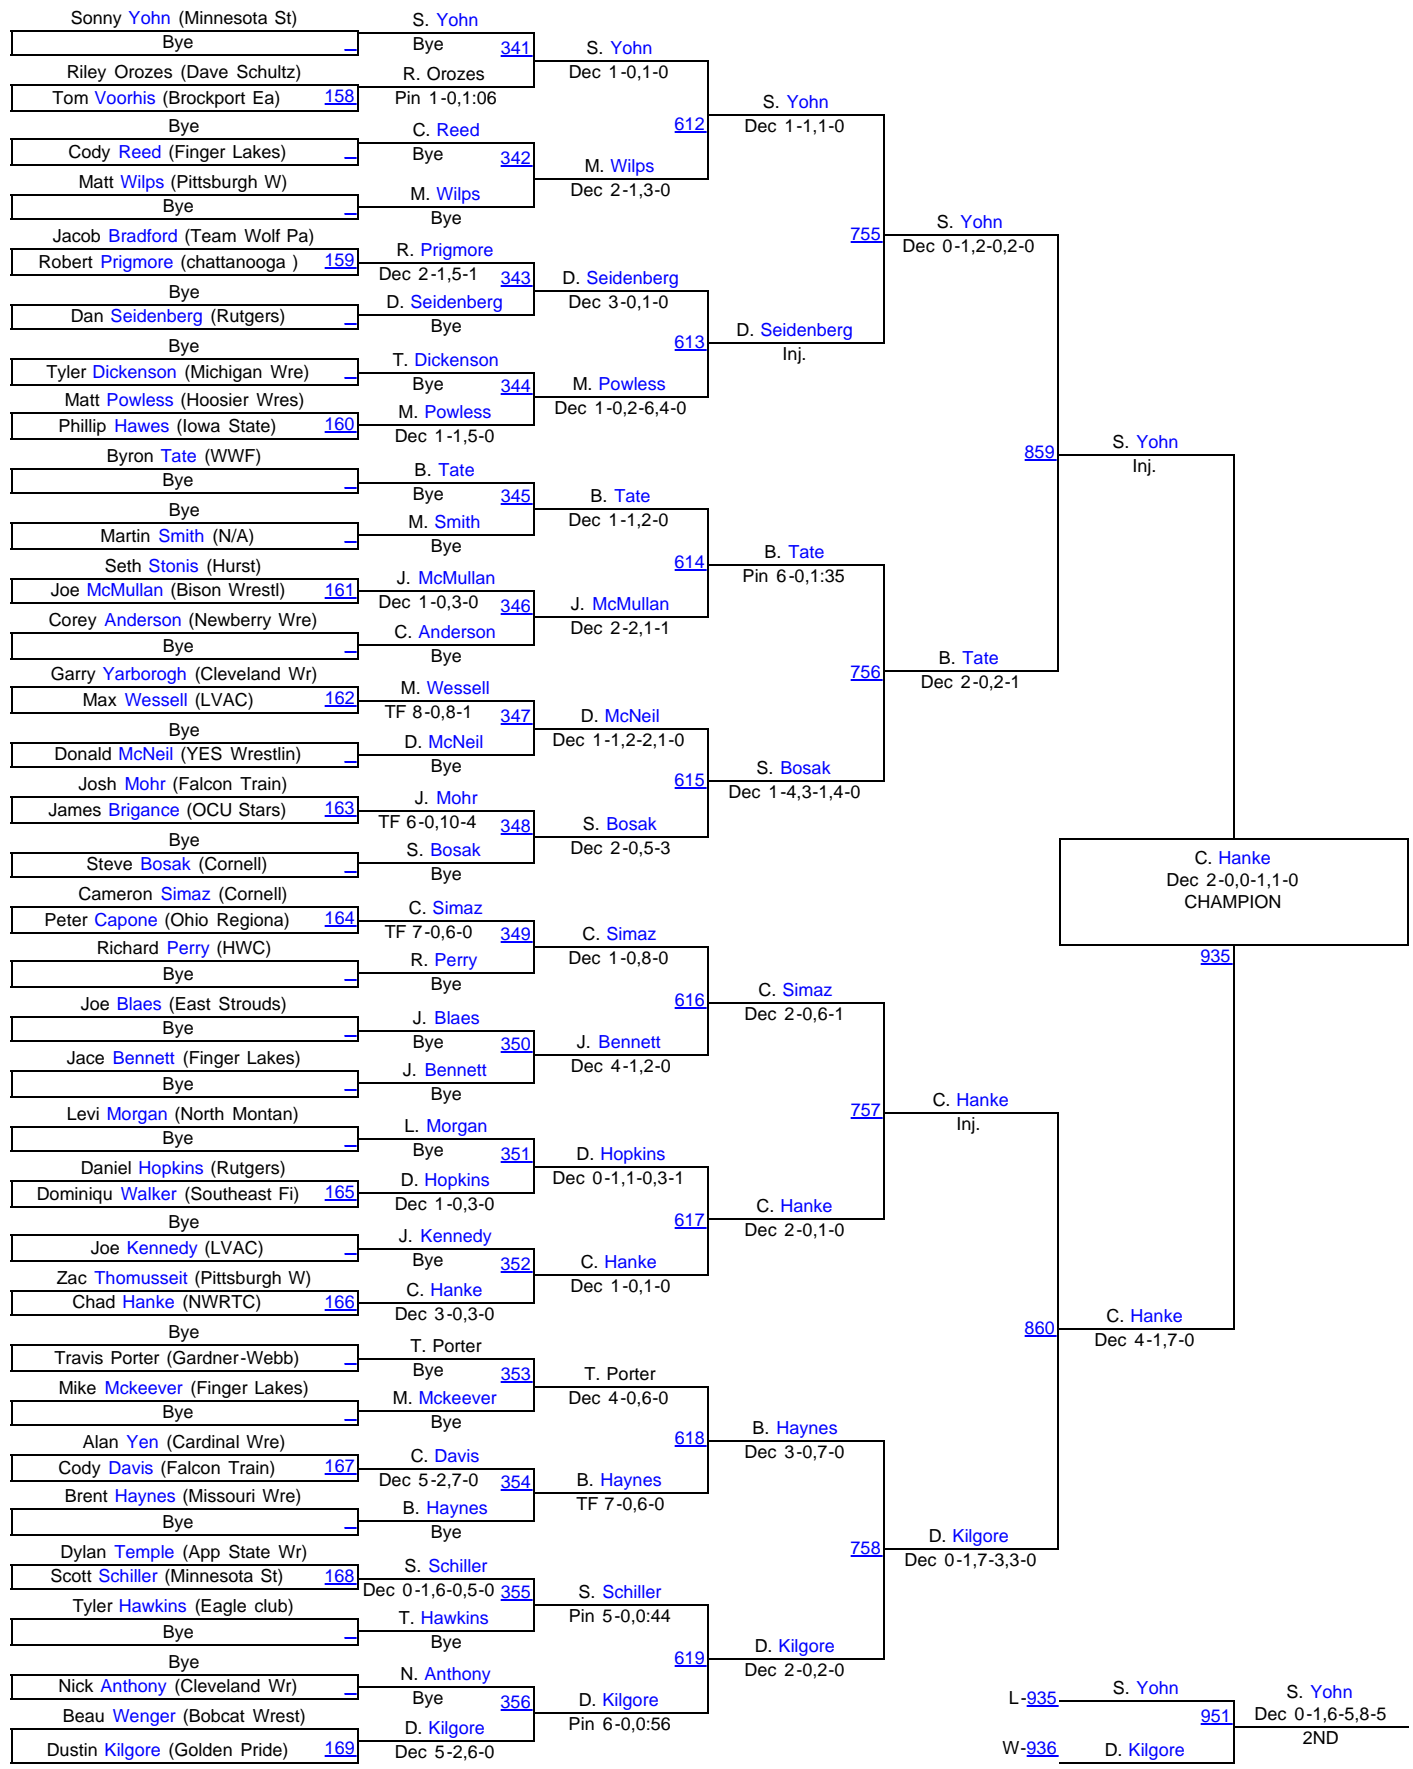 Sonny Yohn (Minnesota St)
Bye
Riley Orozes (Dave Schultz)
Tom Voorhis (Brockport Ea) 158
Bye
Cody Reed (Finger Lakes)
Matt Wilps (Pittsburgh W)
Bye
Jacob Bradford (Team Wolf Pa)
Robert Prigmore (chattanooga ) 159
Bye
Dan Seidenberg (Rutgers)
Bye
Tyler Dickenson (Michigan Wre)
Matt Powless (Hoosier Wres)
Phillip Hawes (Iowa State) 160
Byron Tate (WWF)
Bye
Bye
Martin Smith (N/A)
Seth Stonis (Hurst)
Joe McMullan (Bison Wrestl) 161
Corey Anderson (Newberry Wre)
Bye
Garry Yarborogh (Cleveland Wr)
Max Wessell (LVAC) 162
Bye
Donald McNeil (YES Wrestlin)
Josh Mohr (Falcon Train)
James Brigance (OCU Stars) 163
Bye
Steve Bosak (Cornell)
Cameron Simaz (Cornell)
Peter Capone (Ohio Regiona) 164
Richard Perry (HWC)
Bye
Joe Blaes (East Strouds)
Bye
Jace Bennett (Finger Lakes)
Bye
Levi Morgan (North Montan)
Bye
Daniel Hopkins (Rutgers)
Dominiqu Walker (Southeast Fi) 165
Bye
Joe Kennedy (LVAC)
Zac Thomusseit (Pittsburgh W)
Chad Hanke (NWRTC) 166
Bye
Travis Porter (Gardner-Webb)
Mike Mckeever (Finger Lakes)
Bye
Alan Yen (Cardinal Wre)
Cody Davis (Falcon Train) 167
Brent Haynes (Missouri Wre)
Bye
Dylan Temple (App State Wr)
Scott Schiller (Minnesota St) 168
Tyler Hawkins (Eagle club)
Bye
Bye
Nick Anthony (Cleveland Wr)
Beau Wenger (Bobcat Wrest)
Dustin Kilgore (Golden Pride) 169
S. Yohn
Bye 341
R. Orozes
Pin 1-0,1:06
C. Reed
Bye 342
M. Wilps
Bye
R. Prigmore
Dec 2-1,5-1 343
D. Seidenberg
Bye
T. Dickenson
Bye 344
M. Powless
Dec 1-1,5-0
B. Tate
Bye 345
M. Smith
Bye
J. McMullan
Dec 1-0,3-0 346
C. Anderson
Bye
M. Wessell
TF 8-0,8-1 347
D. McNeil
Bye
J. Mohr
TF 6-0,10-4 348
S. Bosak
Bye
C. Simaz
TF 7-0,6-0 349
R. Perry
Bye
J. Blaes
Bye 350
J. Bennett
Bye
L. Morgan
Bye 351
D. Hopkins
Dec 1-0,3-0
J. Kennedy
Bye 352
C. Hanke
Dec 3-0,3-0
T. Porter
Bye 353
M. Mckeever
Bye
C. Davis
Dec 5-2,7-0 354
B. Haynes
Bye
S. Schiller
Dec 0-1,6-0,5-0 355
T. Hawkins
Bye
N. Anthony
Bye 356
D. Kilgore
Dec 5-2,6-0
S. Yohn
Dec 1-0,1-0
612
M. Wilps
Dec 2-1,3-0
D. Seidenberg
Dec 3-0,1-0
613
M. Powless
Dec 1-0,2-6,4-0
B. Tate
Dec 1-1,2-0
614
J. McMullan
Dec 2-2,1-1
D. McNeil
Dec 1-1,2-2,1-0
615
S. Bosak
Dec 2-0,5-3
C. Simaz
Dec 1-0,8-0
616
J. Bennett
Dec 4-1,2-0
D. Hopkins
Dec 0-1,1-0,3-1
617
C. Hanke
Dec 1-0,1-0
T. Porter
Dec 4-0,6-0
618
B. Haynes
TF 7-0,6-0
S. Schiller
Pin 5-0,0:44
619
D. Kilgore
Pin 6-0,0:56
S. Yohn
Dec 1-1,1-0
755
D. Seidenberg
Inj.
B. Tate
Pin 6-0,1:35
756
S. Bosak
Dec 1-4,3-1,4-0
C. Simaz
Dec 2-0,6-1
757
C. Hanke
Dec 2-0,1-0
B. Haynes
Dec 3-0,7-0
758
D. Kilgore
Dec 2-0,2-0
S. Yohn
Dec 0-1,2-0,2-0
859
B. Tate
Dec 2-0,2-1
C. Hanke
Inj.
860
D. Kilgore
Dec 0-1,7-3,3-0
S. Yohn
Inj.
C. Hanke
Dec 2-0,0-1,1-0
CHAMPION
935
C. Hanke
Dec 4-1,7-0
L-935 S. Yohn
951
W-936 D. Kilgore
S. Yohn
Dec 0-1,6-5,8-5
2ND